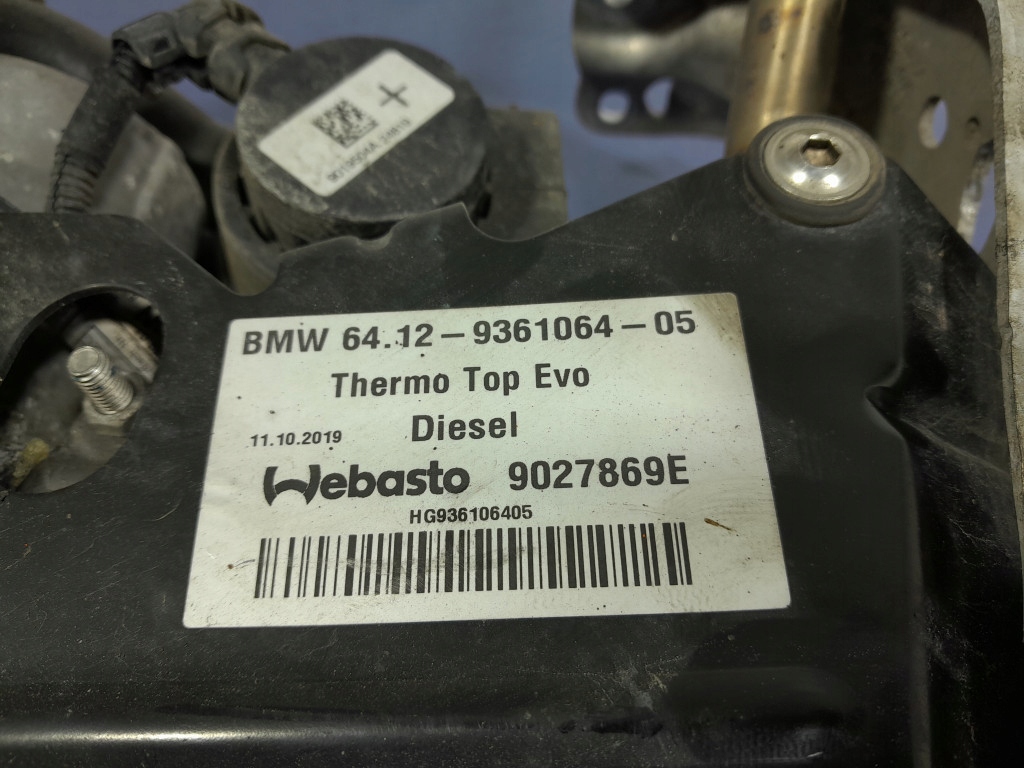 BMW 64.12-9361064-05
Thermo Top Evo
11.10.2019 Diesel
Webasto 9027869E
HG936106405